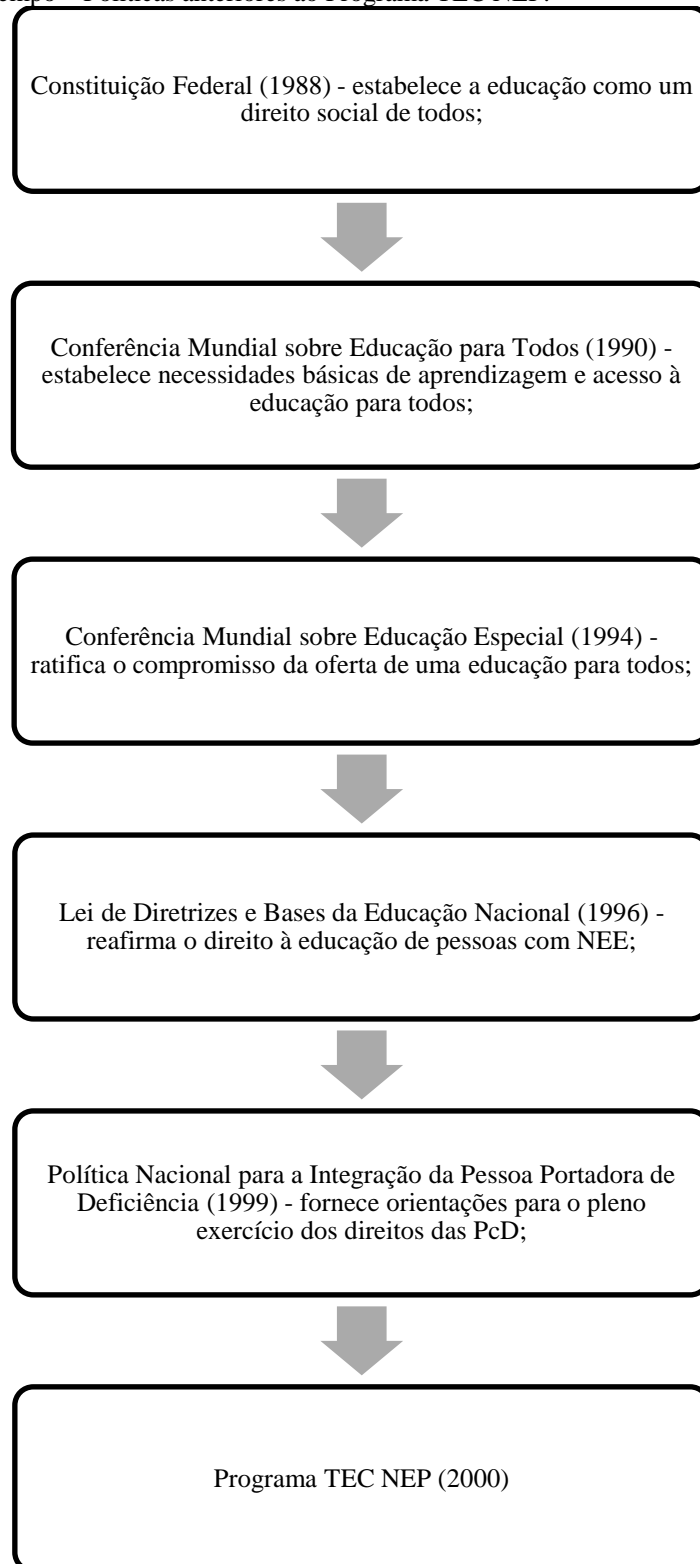 Políticas anteriores ao Programa TEC NEP.
Constituição Federal (1988) - estabelece a educação como um
direito social de todos;
Conferência Mundial sobre Educação para Todos (1990) -
estabelece necessidades básicas de aprendizagem e acesso à
educação para todos;
Conferência Mundial sobre Educação Especial (1994) -
ratifica o compromisso da oferta de uma educação para todos;
Lei de Diretrizes e Bases da Educação Nacional (1996) -
reafirma o direito à educação de pessoas com NEE;
Política Nacional para a Integração da Pessoa Portadora de
Deficiência (1999) - fornece orientações para o pleno
exercício dos direitos das PcD;
Programa TEC NEP (2000)